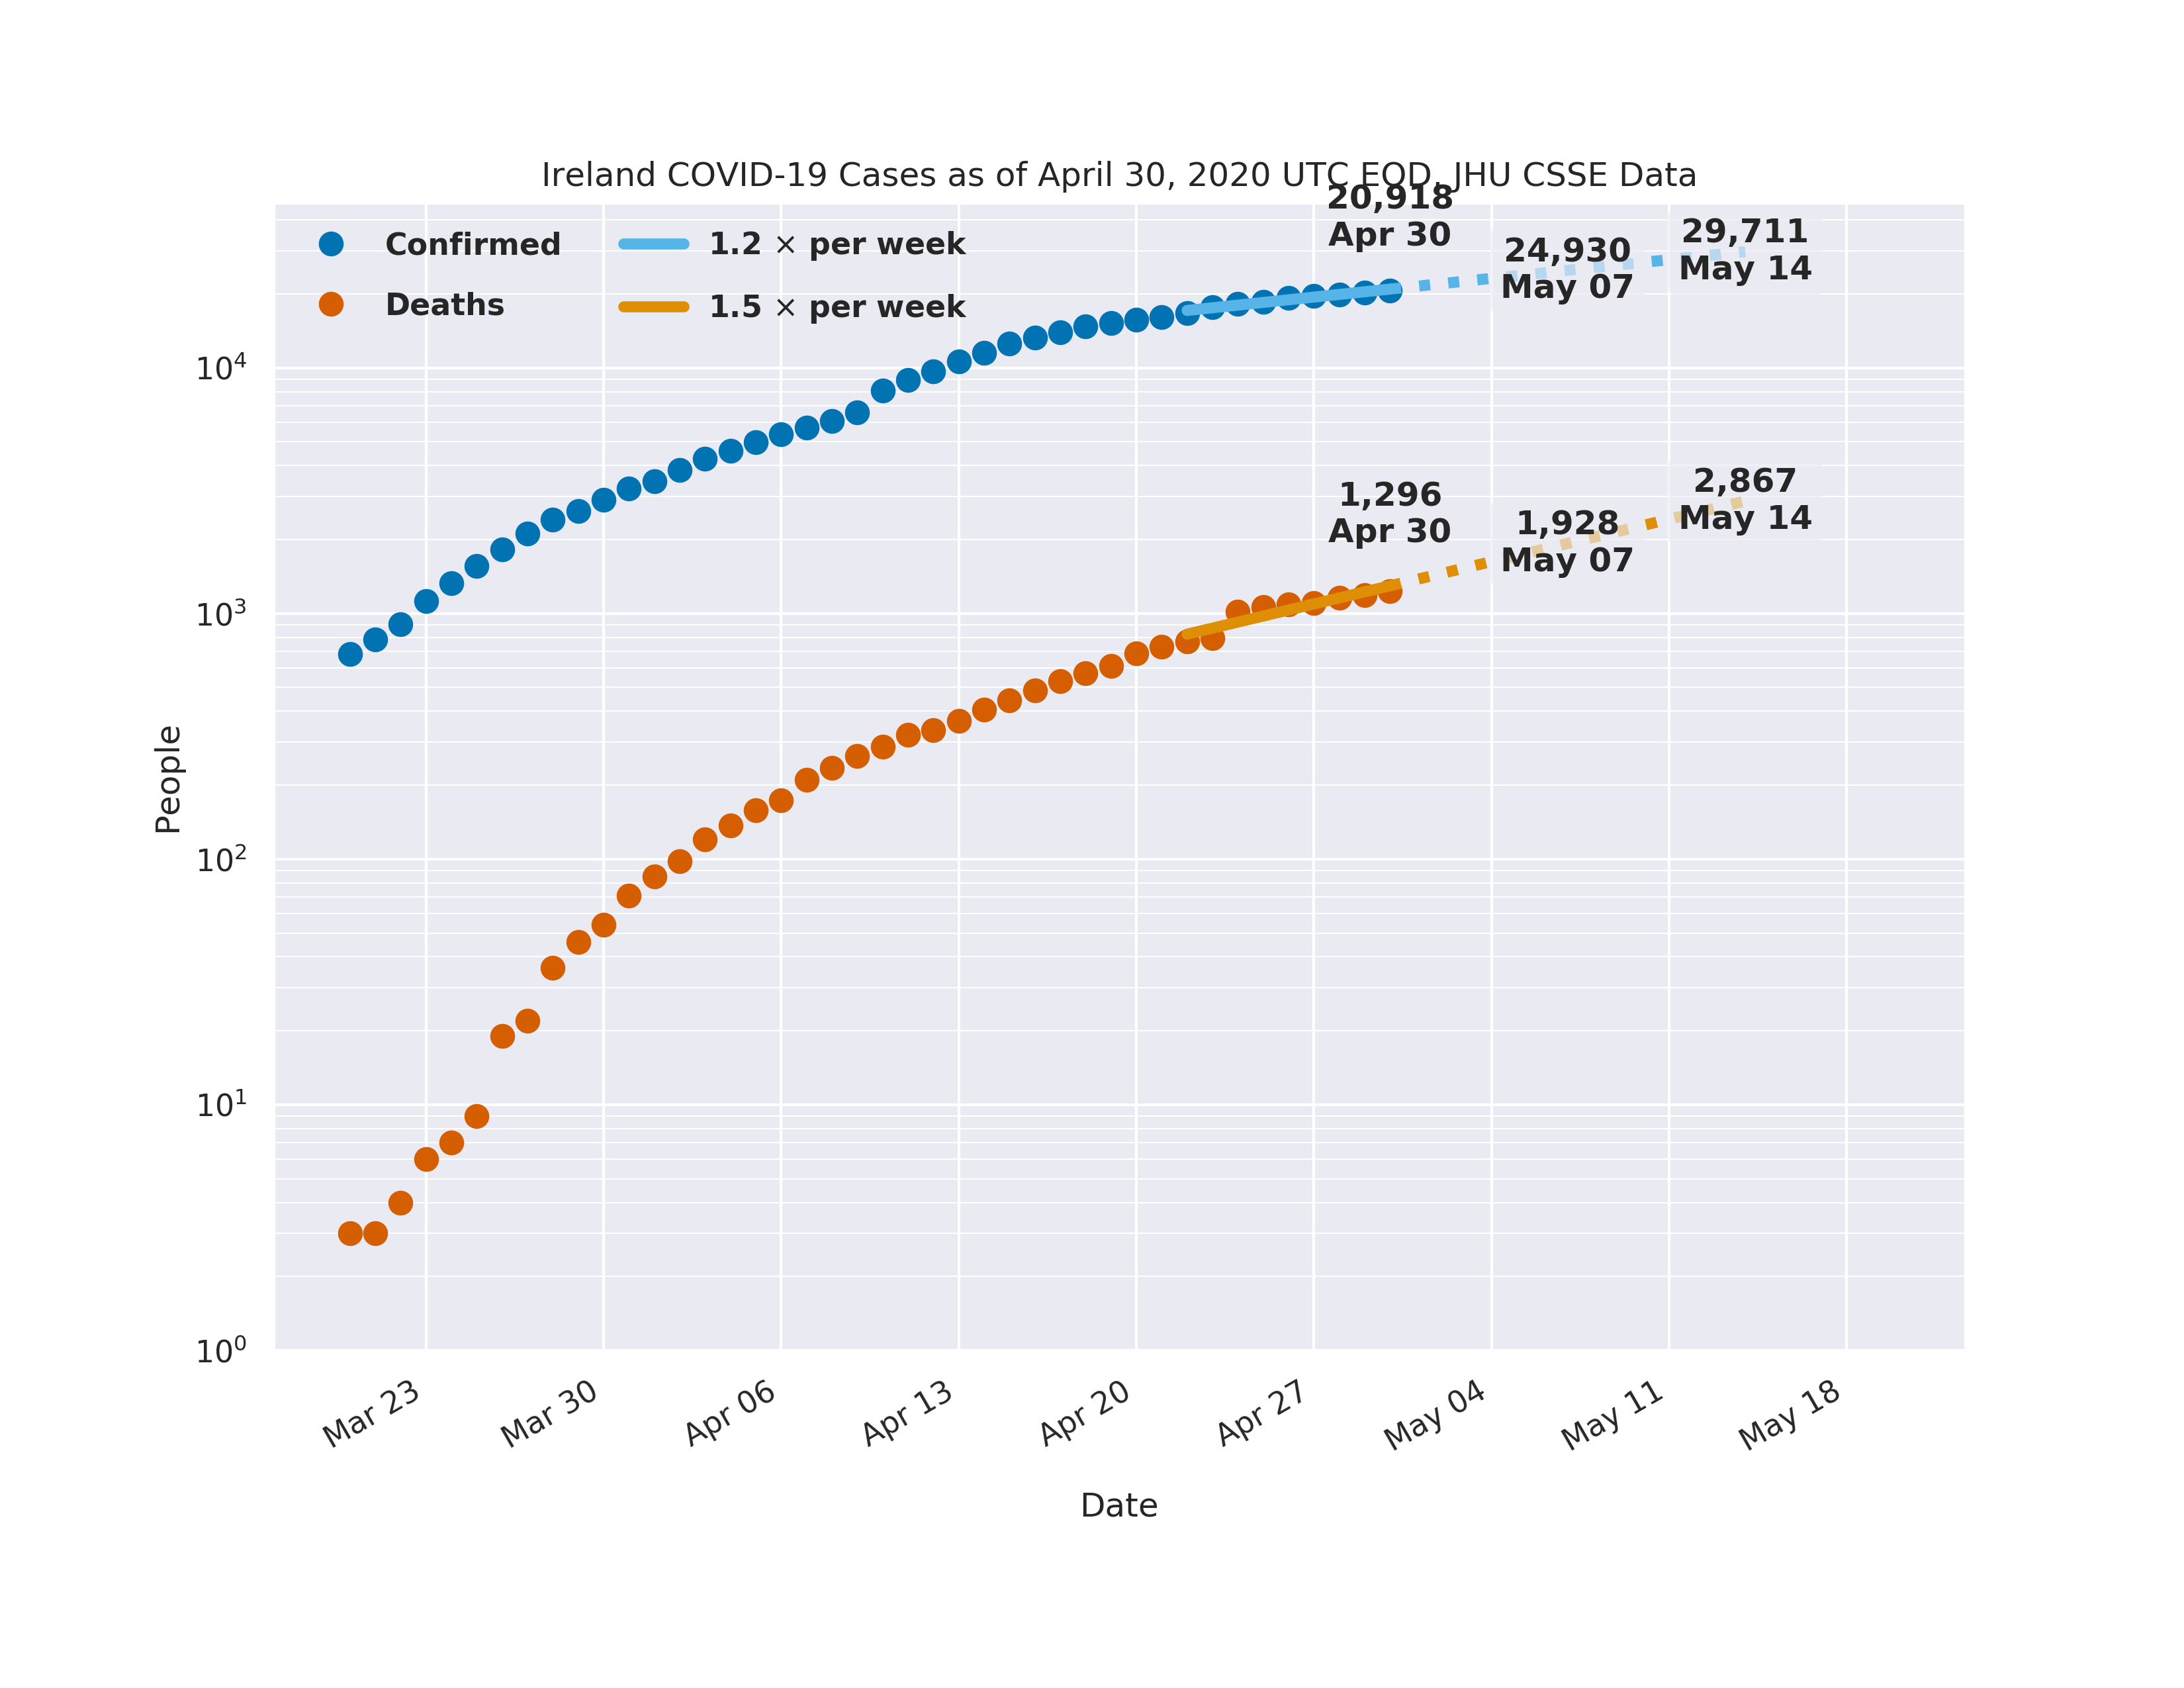 Ireland COVID-19 Cases as of April 30, 2020 UTC EOD, JHU CSSE Data
Confirmed
Deaths
1.2 × per week
1.5 × per week
20,918
Apr 30
24,930
May 07
29,711
May 14
1,296
Apr 30
1,928
May 07
2,867
May 14
People
10⁴
10³
10²
10¹
10⁰
Mar 23
Mar 30
Apr 06
Apr 13
Apr 20
Apr 27
May 04
May 11
May 18
Date